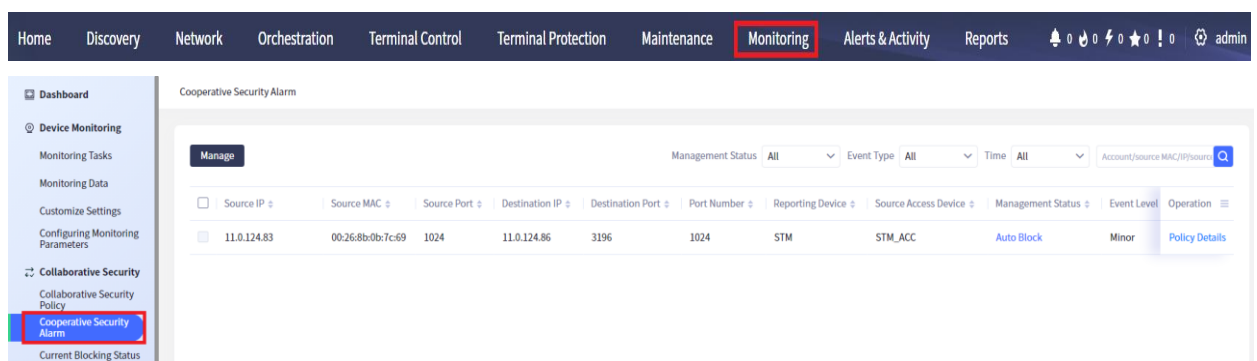 Home Discovery Network Orchestration Terminal Control Terminal Protection Maintenance Monitoring Alerts & Activity Reports 0 0 0 0 0 admin
Dashboard
Cooperative Security Alarm
Device Monitoring
Monitoring Tasks
Monitoring Data
Customize Settings
Configuring Monitoring
Parameters
Collaborative Security
Collaborative Security
Policy
Cooperative Security
Alarm
Current Blocking Status
Manage
Management Status All Event Type All Time All Account/source MAC/IP/source
Source IP Source MAC Source Port Destination IP Destination Port Port Number Reporting Device Source Access Device Management Status Event Level Operation
11.0.124.83 00:26:8b:0b:7c:69 1024 11.0.124.86 3196 1024 STM STM_ACC Auto Block Minor Policy Details